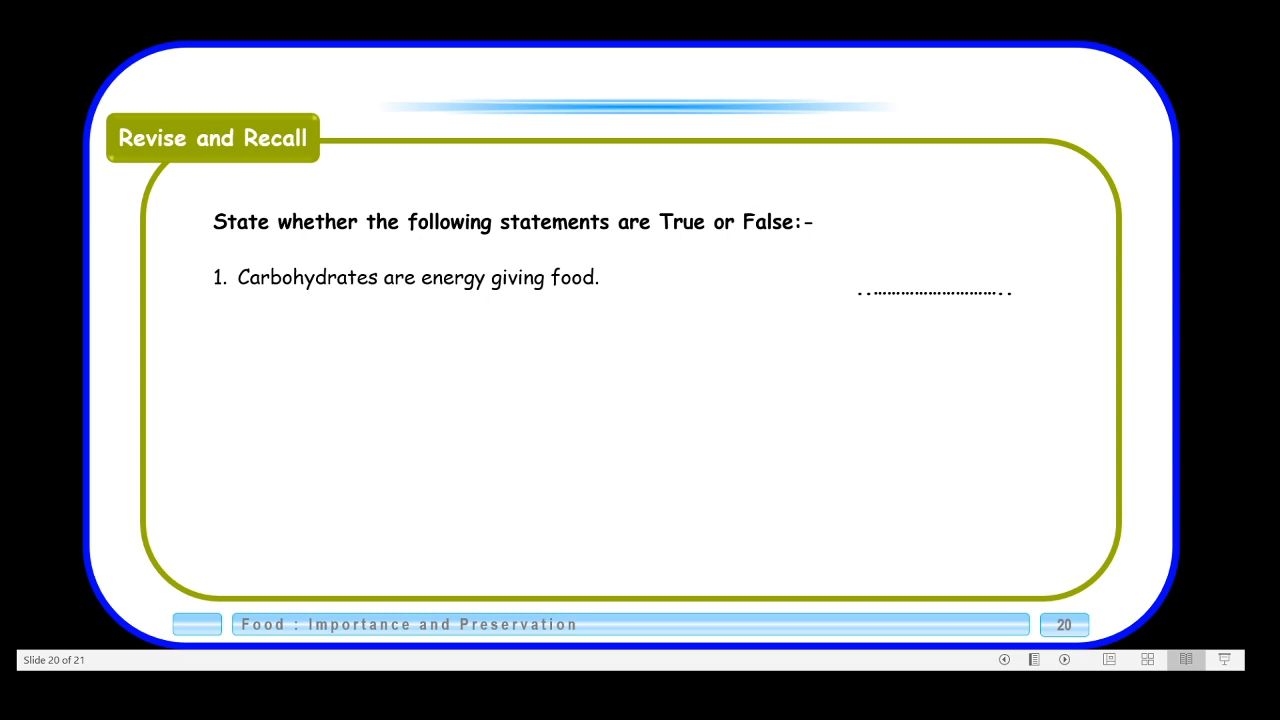 Revise and Recall
State whether the following statements are True or False:-
1. Carbohydrates are energy giving food.
..………………………..
Food : Importance and Preservation
20
Slide 20 of 21